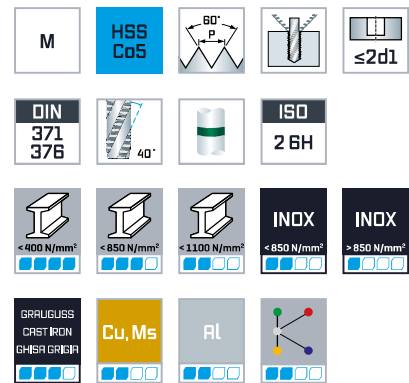 M
HSS
Co5
60°
P
≤2d1
DIN
371
376
40°
ISO
2 6H
<400 N/mm²
<850 N/mm²
<1100 N/mm²
INOX
<850 N/mm²
INOX
>850 N/mm²
GRAUGUSS
CAST IRON
GHISA GRIGIA
Cu, Ms
Al